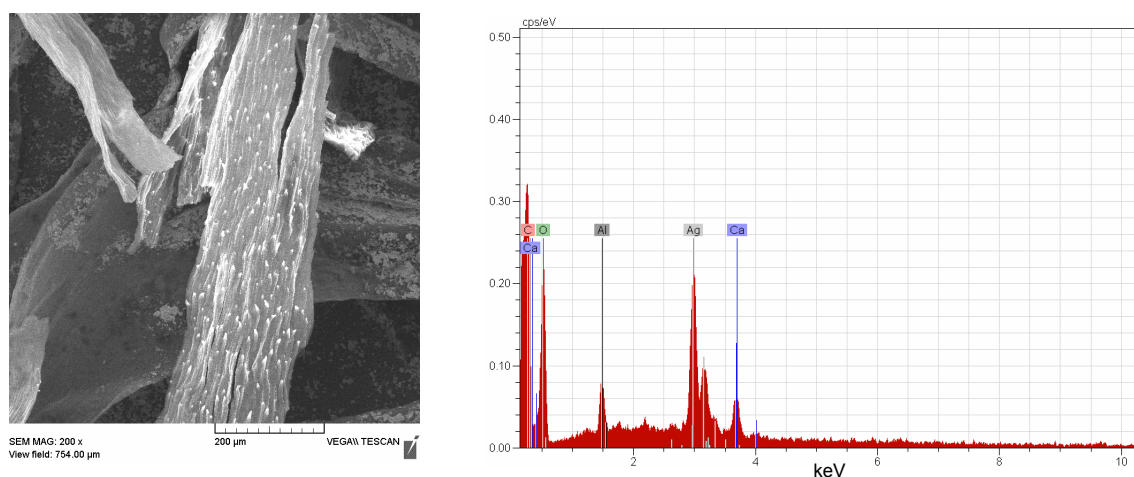 SEM MAG: 200 x
View field: 754.00 µm
200 µm
VEGA\\ TESCAN
cps/eV
0.50
0.40
0.30
0.20
0.10
0.00
C
O
Ca
Al
Ag
Ca
2
4
6
8
10
keV